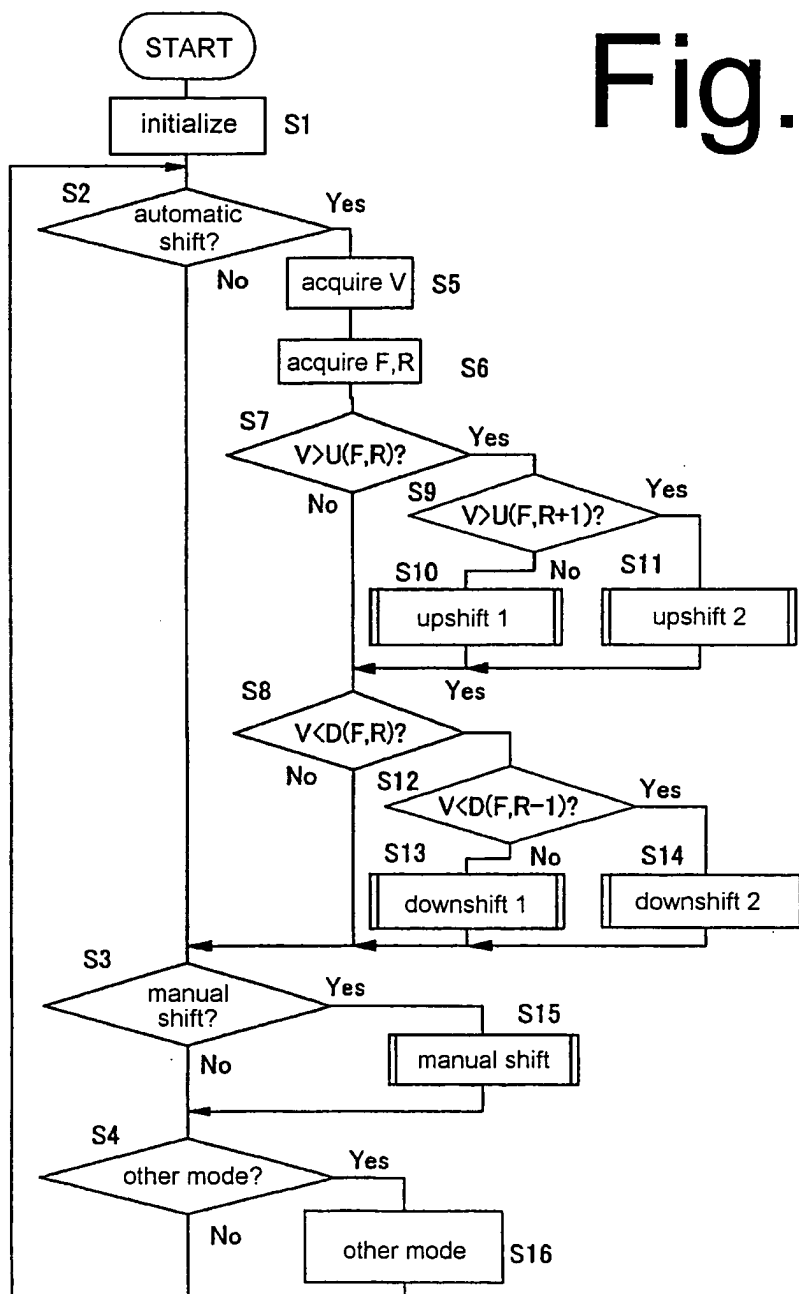 START
Fig.
initialize
S1
S2
automatic
shift?
Yes
No
acquire V
S5
acquire F,R
S6
S7
V>U(F,R)?
Yes
No
S9
V>U(F,R+1)?
Yes
No
S10
upshift 1
S11
upshift 2
S8
V<D(F,R)?
Yes
No
S12
V<D(F,R-1)?
Yes
No
S13
downshift 1
S14
downshift 2
S3
manual
shift?
Yes
No
S15
manual shift
S4
other mode?
Yes
No
other mode
S16